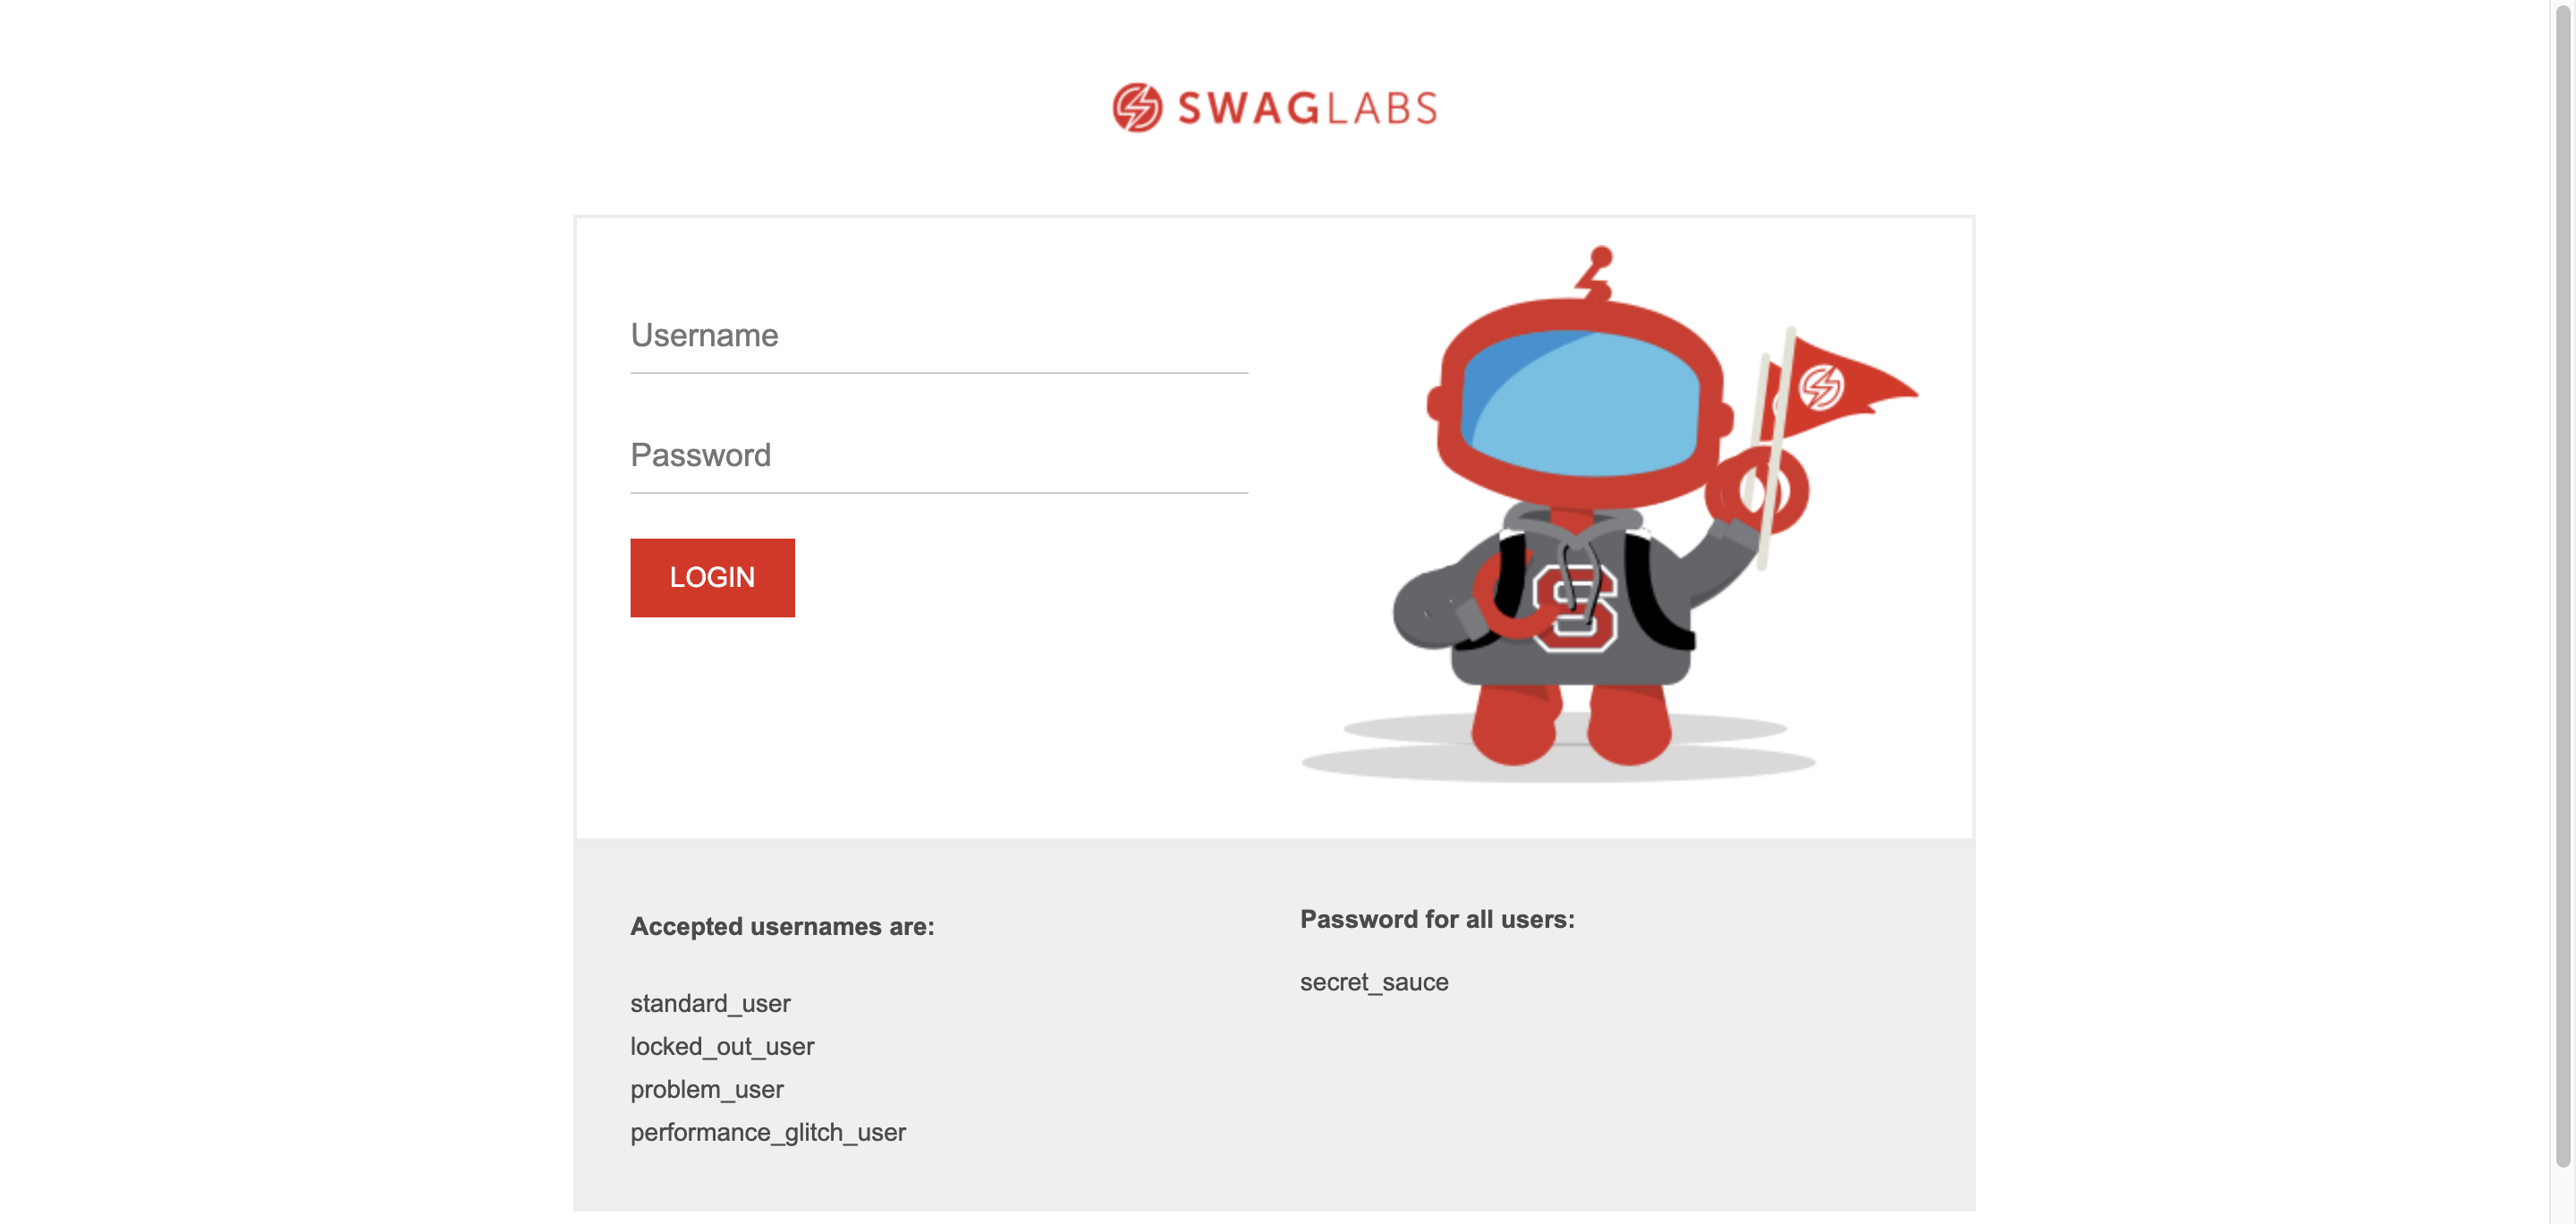 SWAGLABS
Username
Password
LOGIN
S
Accepted usernames are:
standard_user
locked_out_user
problem_user
performance_glitch_user
Password for all users:
secret_sauce